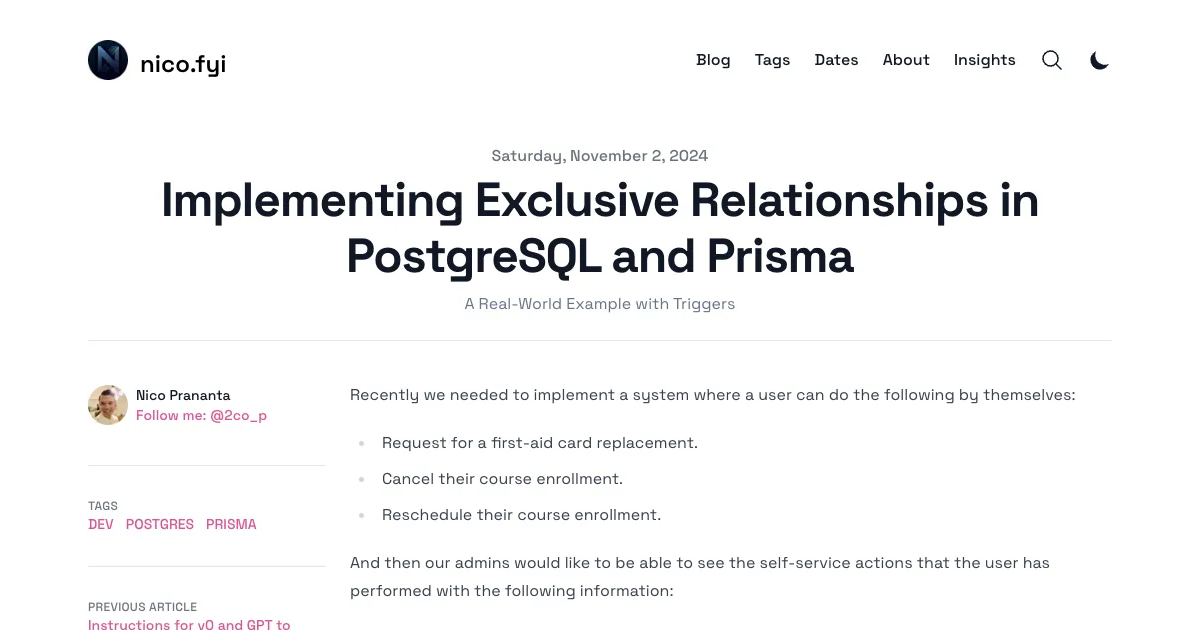 nico.fyi
Blog
Tags
Dates
About
Insights
Saturday, November 2, 2024
Implementing Exclusive Relationships in
PostgreSQL and Prisma
A Real-World Example with Triggers
Nico Prananta
Follow me: @2co_p
TAGS
DEV POSTGRES PRISMA
PREVIOUS ARTICLE
Instructions for v0 and GPT to
Recently we needed to implement a system where a user can do the following by themselves:
Request for a first-aid card replacement.
Cancel their course enrollment.
Reschedule their course enrollment.
And then our admins would like to be able to see the self-service actions that the user has
performed with the following information: